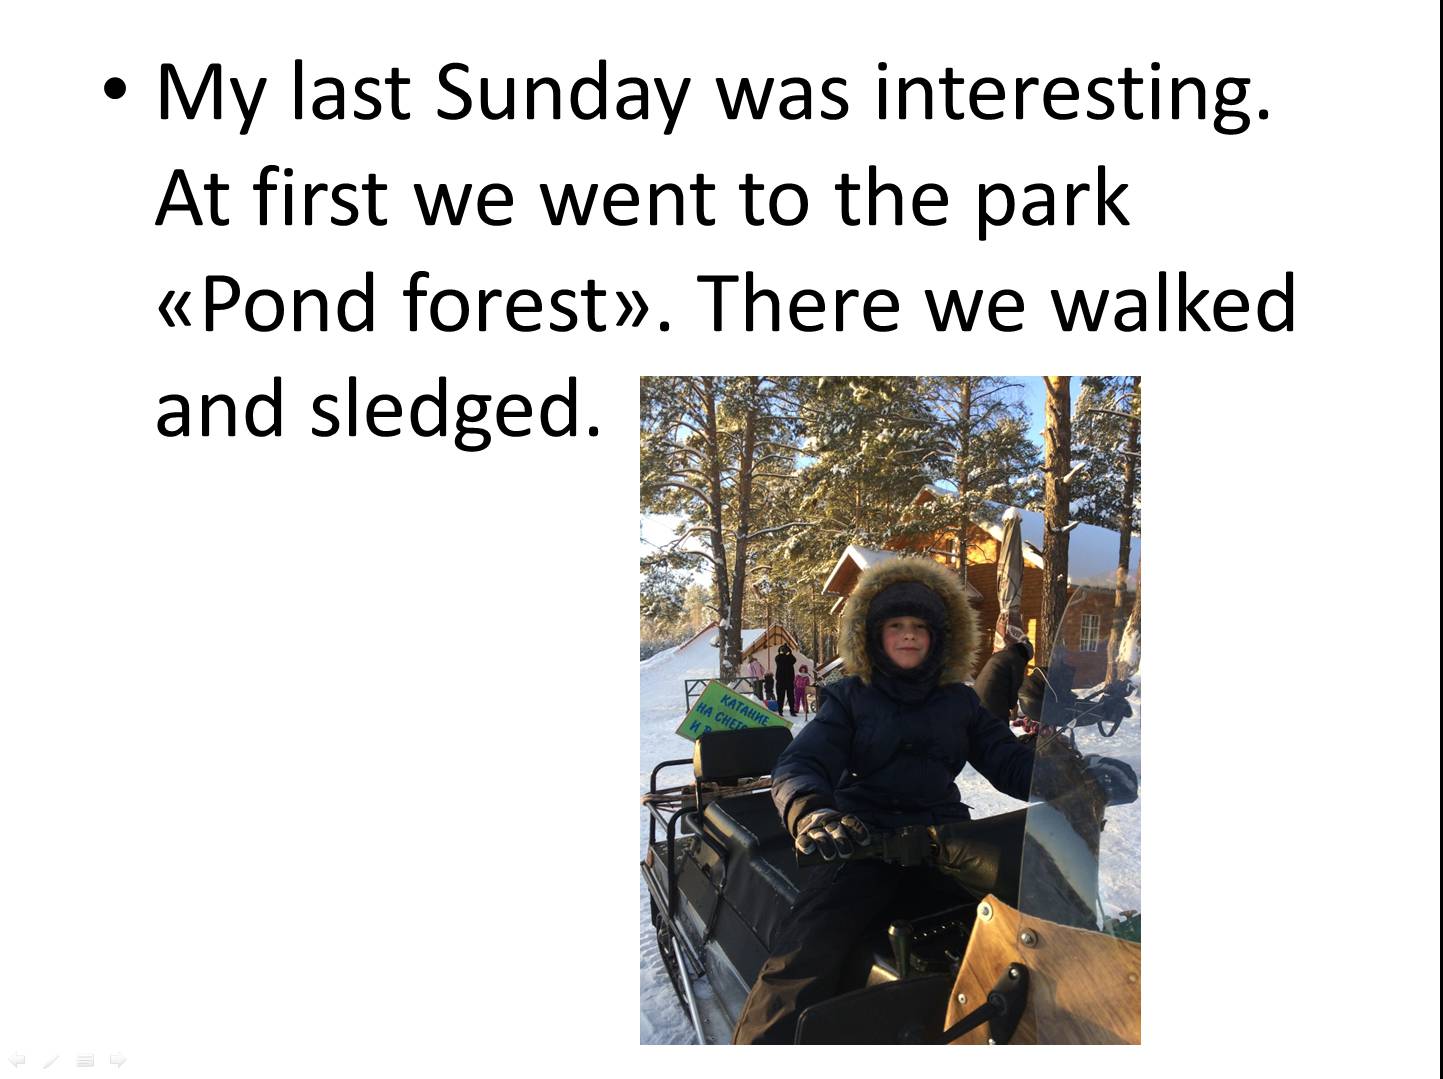 • My last Sunday was interesting.
At first we went to the park
«Pond forest». There we walked
and sledged.
КАТАНИЕ
НА
И